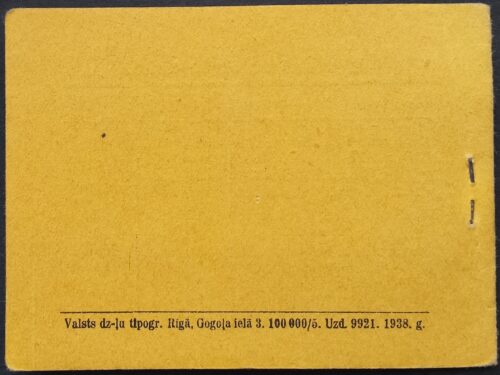 Valsts dz-ļu tipogr. Rīgā, Gogoļa ielā 3. 100 000/5. Uzd. 9921. 1938. g.